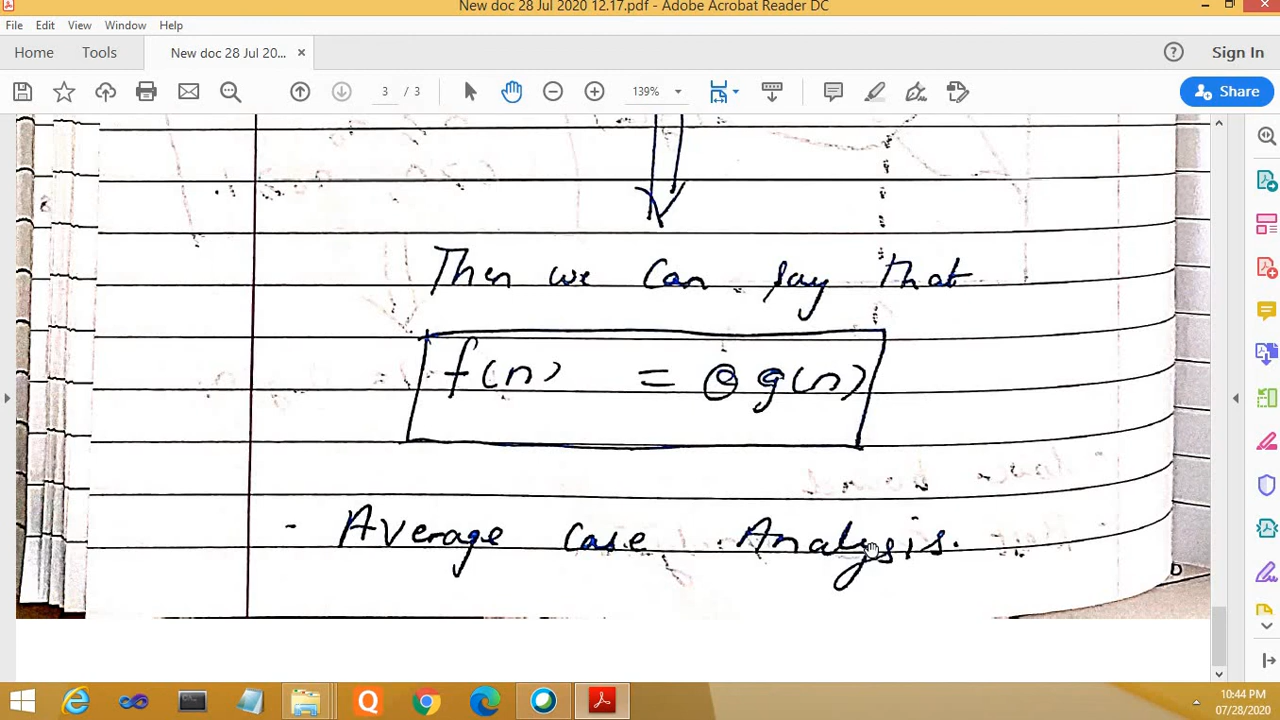 New doc 28 Jul 2020 12.17.pdf - Adobe Acrobat Reader DC
File Edit View Window Help
Home Tools New doc 28 Jul 20... × Sign In
3 / 3 139% Share
Then we can say that
f(n) = Θ g(n)
- Average Case Analysis.
10:44 PM
07/28/2020